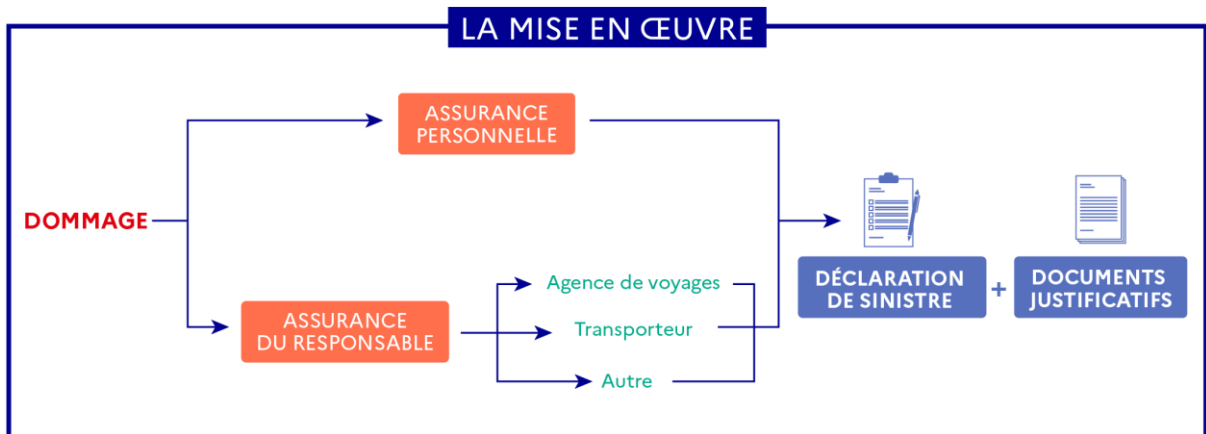 LA MISE EN ŒUVRE
ASSURANCE
PERSONNELLE
DOMMAGE
ASSURANCE
DU RESPONSABLE
Agence de voyages
Transporteur
Autre
DÉCLARATION
DE SINISTRE
+
DOCUMENTS
JUSTIFICATIFS